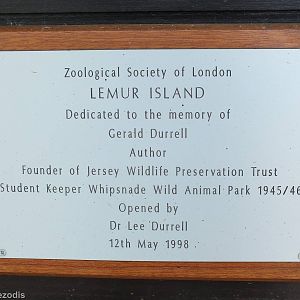 Zoological Society of London
LEMUR ISLAND
Dedicated to the memory of
Gerald Durrell
Author
Founder of Jersey Wildlife Preservation Trust
Student Keeper Whipsnade Wild Animal Park 1945/46
Opened by
Dr Lee Durrell
12th May 1998